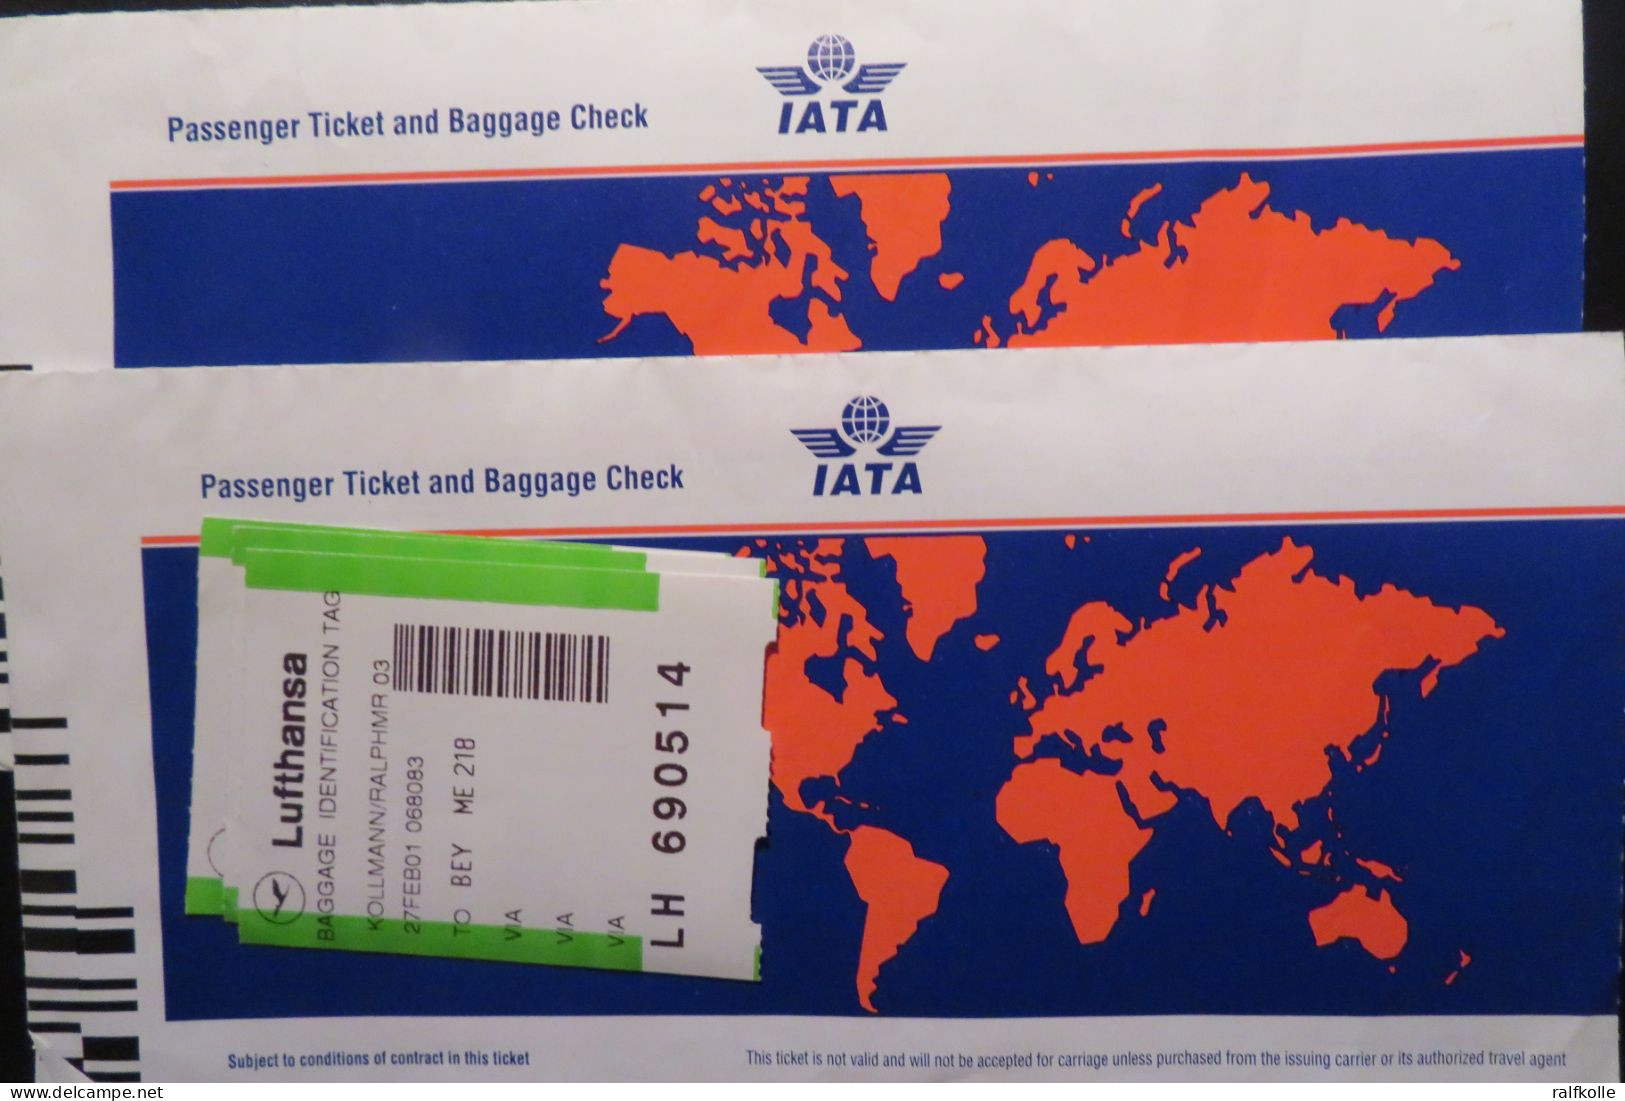 IATA
Passenger Ticket and Baggage Check
IATA
Passenger Ticket and Baggage Check
Lufthansa
BAGGAGE IDENTIFICATION TAG
KOLLMANN/RALPHMR 03
27FEB01 068083
TO BEY ME 218
VIA
VIA
VIA
LH 690514
Subject to conditions of contract in this ticket
This ticket is not valid and will not be accepted for carriage unless purchased from the issuing carrier or its authorized travel agent
www.delcampe.net
ralfkolle